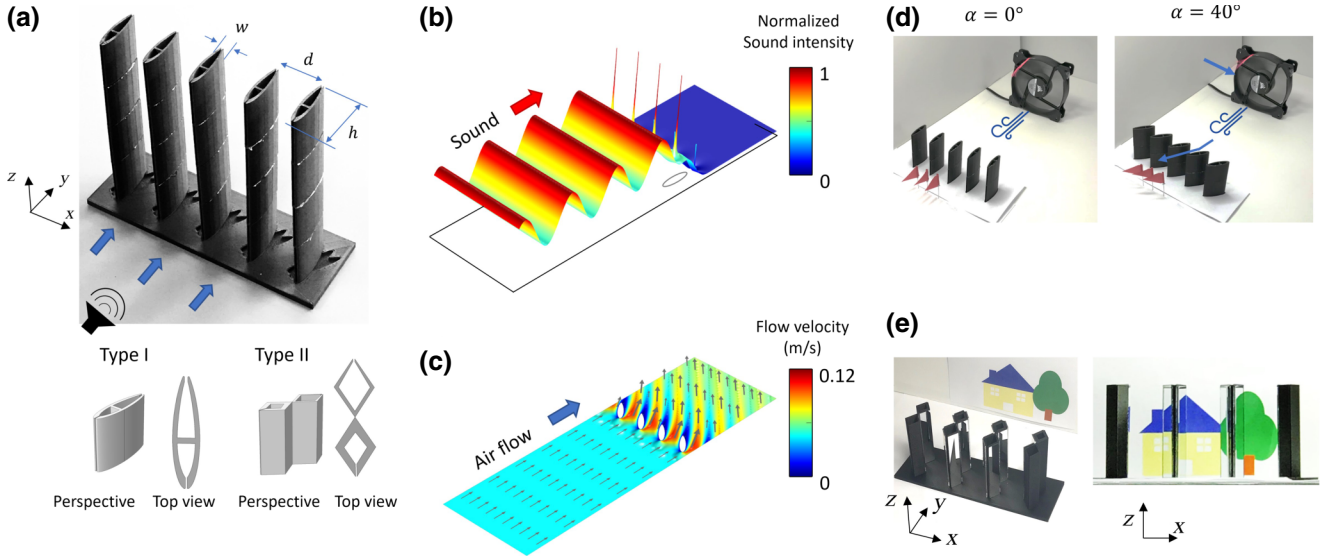 (a)
w
d
h
z
y
x
Type I
Type II
Perspective
Top view
Perspective
Top view
(b)
Normalized
Sound intensity
1
0
Sound
(c)
Flow velocity
(m/s)
0.12
0
Air flow
(d)
α = 0°
α = 40°
(e)
z
y
x
z
x